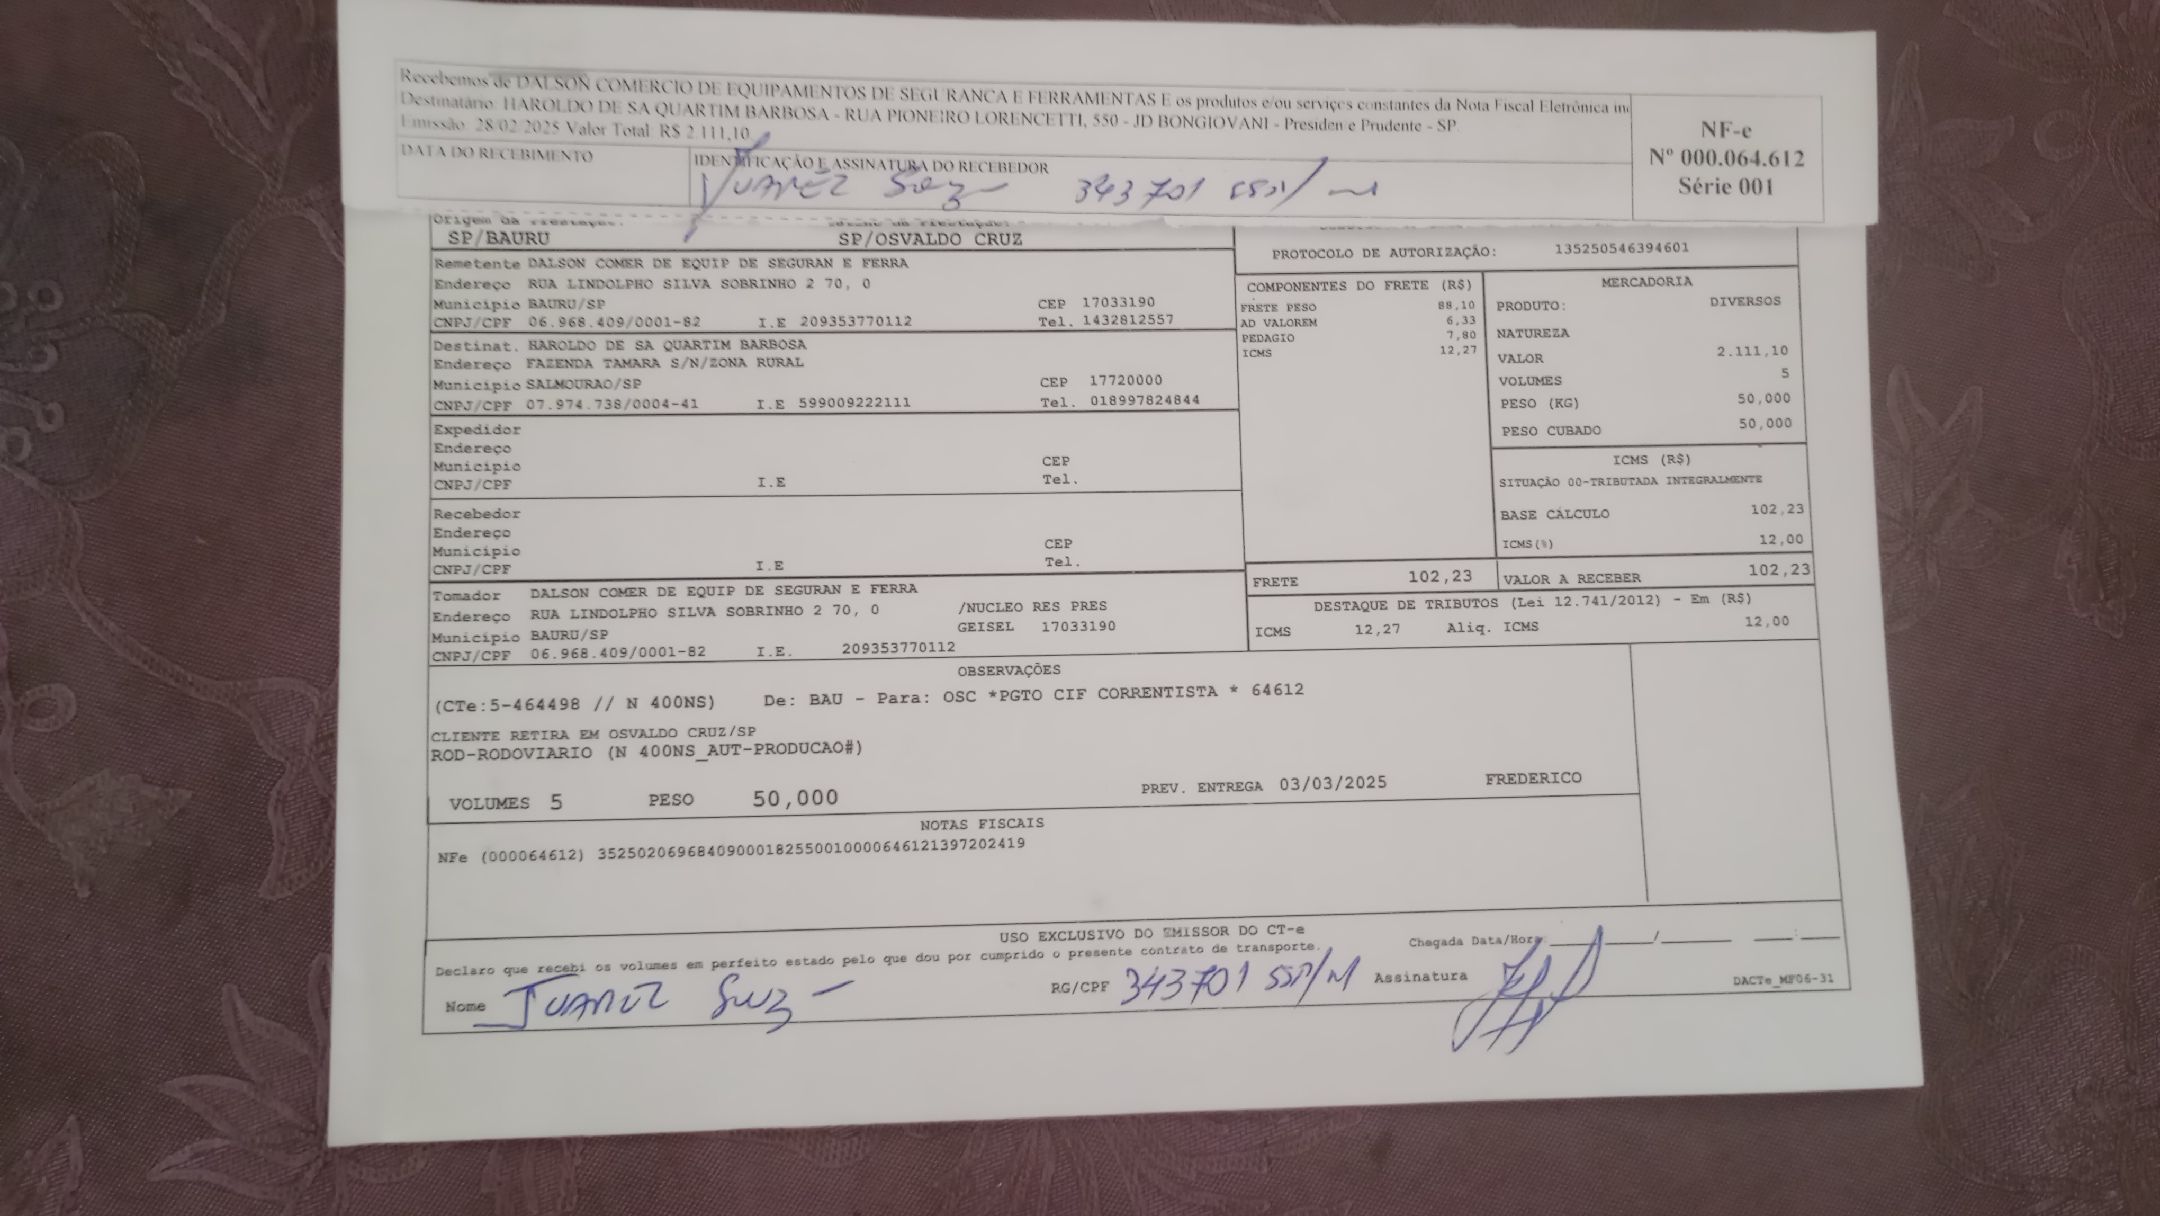 Recebemos de DALSON COMERCIO DE EQUIPAMENTOS DE SEGURANCA E FERRAMENTAS E os produtos e/ou serviços constantes da Nota Fiscal Eletrônica
Destinatário: HAROLDO DE SA QUARTIM BARBOSA - RUA PIONEIRO LORENCETTI, 550 - JD BONGIOVANI - Presiden e Prudente - SP
Emissão: 28/02/2025 Valor Total: R$ 2.111,10
DATA DO RECEBIMENTO IDENTIFICAÇÃO E ASSINATURA DO RECEBEDOR
JUAREZ 343701 SSP/
NF-e
Nº 000.064.612
Série 001
Origem da
SP/BAURU SP/OSVALDO CRUZ
PROTOCOLO DE AUTORIZAÇÃO: 135250546394601
Remetente DALSON COMER DE EQUIP DE SEGURAN E FERRA
Endereço RUA LINDOLPHO SILVA SOBRINHO 2 70, 0
Município BAURU/SP CEP 17033190
CNPJ/CPF 06.968.409/0001-82 I.E 209353770112 Tel. 1432812557
Destinat. HAROLDO DE SA QUARTIM BARBOSA
Endereço FAZENDA TAMARA S/N/ZONA RURAL
Município SALMOURAO/SP CEP 17720000
CNPJ/CPF 07.974.738/0004-41 I.E 599009222111 Tel. 018997824844
Expedidor
Endereço
Município CEP
CNPJ/CPF I.E Tel.
Recebedor
Endereço
Município CEP
CNPJ/CPF I.E Tel.
Tomador DALSON COMER DE EQUIP DE SEGURAN E FERRA
Endereço RUA LINDOLPHO SILVA SOBRINHO 2 70, 0 /NUCLEO RES PRES
Município BAURU/SP GEISEL 17033190
CNPJ/CPF 06.968.409/0001-82 I.E. 209353770112
COMPONENTES DO FRETE (R$)
FRETE PESO 88,10
AD VALOREM 6,33
PEDAGIO 7,80
ICMS 12,27
MERCADORIA
PRODUTO: DIVERSOS
NATUREZA
VALOR 2.111,10
VOLUMES 5
PESO (KG) 50,000
PESO CUBADO 50,000
ICMS (R$)
SITUAÇÃO 00-TRIBUTADA INTEGRALMENTE
BASE CÁLCULO 102,23
ICMS(%) 12,00
FRETE 102,23 VALOR A RECEBER 102,23
DESTAQUE DE TRIBUTOS (Lei 12.741/2012) - Em (R$)
ICMS 12,27 Aliq. ICMS 12,00
OBSERVAÇÕES
(CTe:5-464498 // N 400NS) De: BAU - Para: OSC *PGTO CIF CORRENTISTA * 64612
CLIENTE RETIRA EM OSVALDO CRUZ/SP
ROD-RODOVIARIO (N 400NS_AUT-PRODUCAO#)
VOLUMES 5 PESO 50,000 PREV. ENTREGA 03/03/2025 FREDERICO
NOTAS FISCAIS
NFe (000064612) 35250206968409000182550010000646121397202419
USO EXCLUSIVO DO EMISSOR DO CT-e
Declaro que recebi os volumes em perfeito estado pelo que dou por cumprido o presente contrato de transporte. Chegada Data/Hora ____/____/____ ____:____
Nome JUAREZ RG/CPF 343701 SSP/M Assinatura DACTe_MF06-31